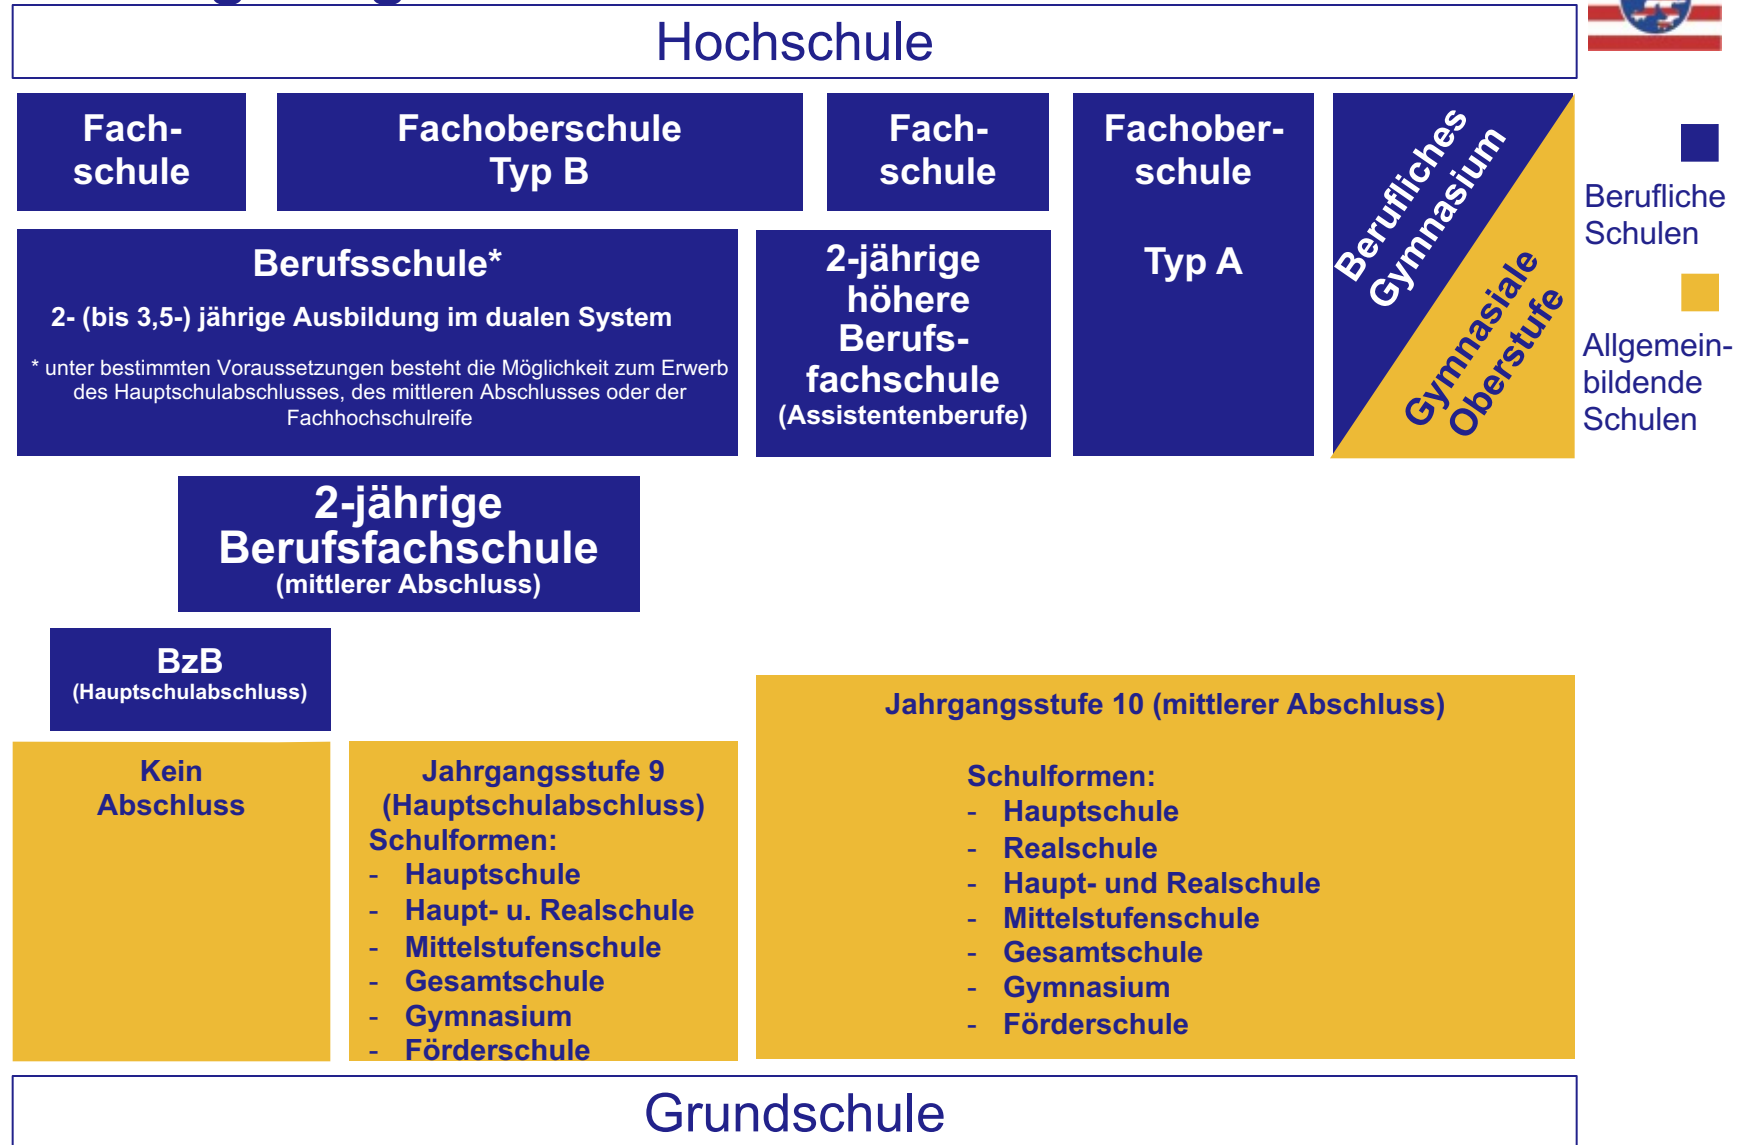 Hochschule
Fach-
schule
Fachoberschule
Typ B
Fach-
schule
Fachober-
schule
Typ A
Berufliches
Gymnasium
Gymnasiale
Oberstufe
Berufliche
Schulen
Allgemein-
bildende
Schulen
Berufsschule*
2- (bis 3,5-) jährige Ausbildung im dualen System
* unter bestimmten Voraussetzungen besteht die Möglichkeit zum Erwerb
des Hauptschulabschlusses, des mittleren Abschlusses oder der
Fachhochschulreife
2-jährige
höhere
Berufs-
fachschule
(Assistentenberufe)
2-jährige
Berufsfachschule
(mittlerer Abschluss)
BzB
(Hauptschulabschluss)
Kein
Abschluss
Jahrgangsstufe 9
(Hauptschulabschluss)
Schulformen:
- Hauptschule
- Haupt- u. Realschule
- Mittelstufenschule
- Gesamtschule
- Gymnasium
- Förderschule
Jahrgangsstufe 10 (mittlerer Abschluss)
Schulformen:
- Hauptschule
- Realschule
- Haupt- und Realschule
- Mittelstufenschule
- Gesamtschule
- Gymnasium
- Förderschule
Grundschule